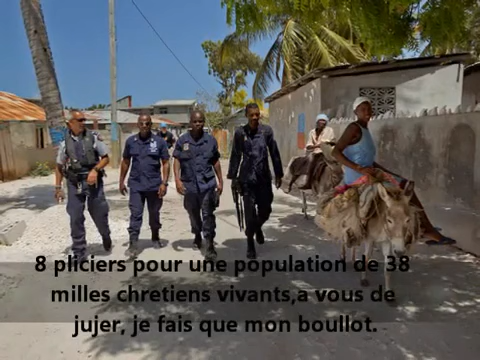 8 pliciers pour une population de 38
milles chretiens vivants,a vous de
jujer, je fais que mon boullot.